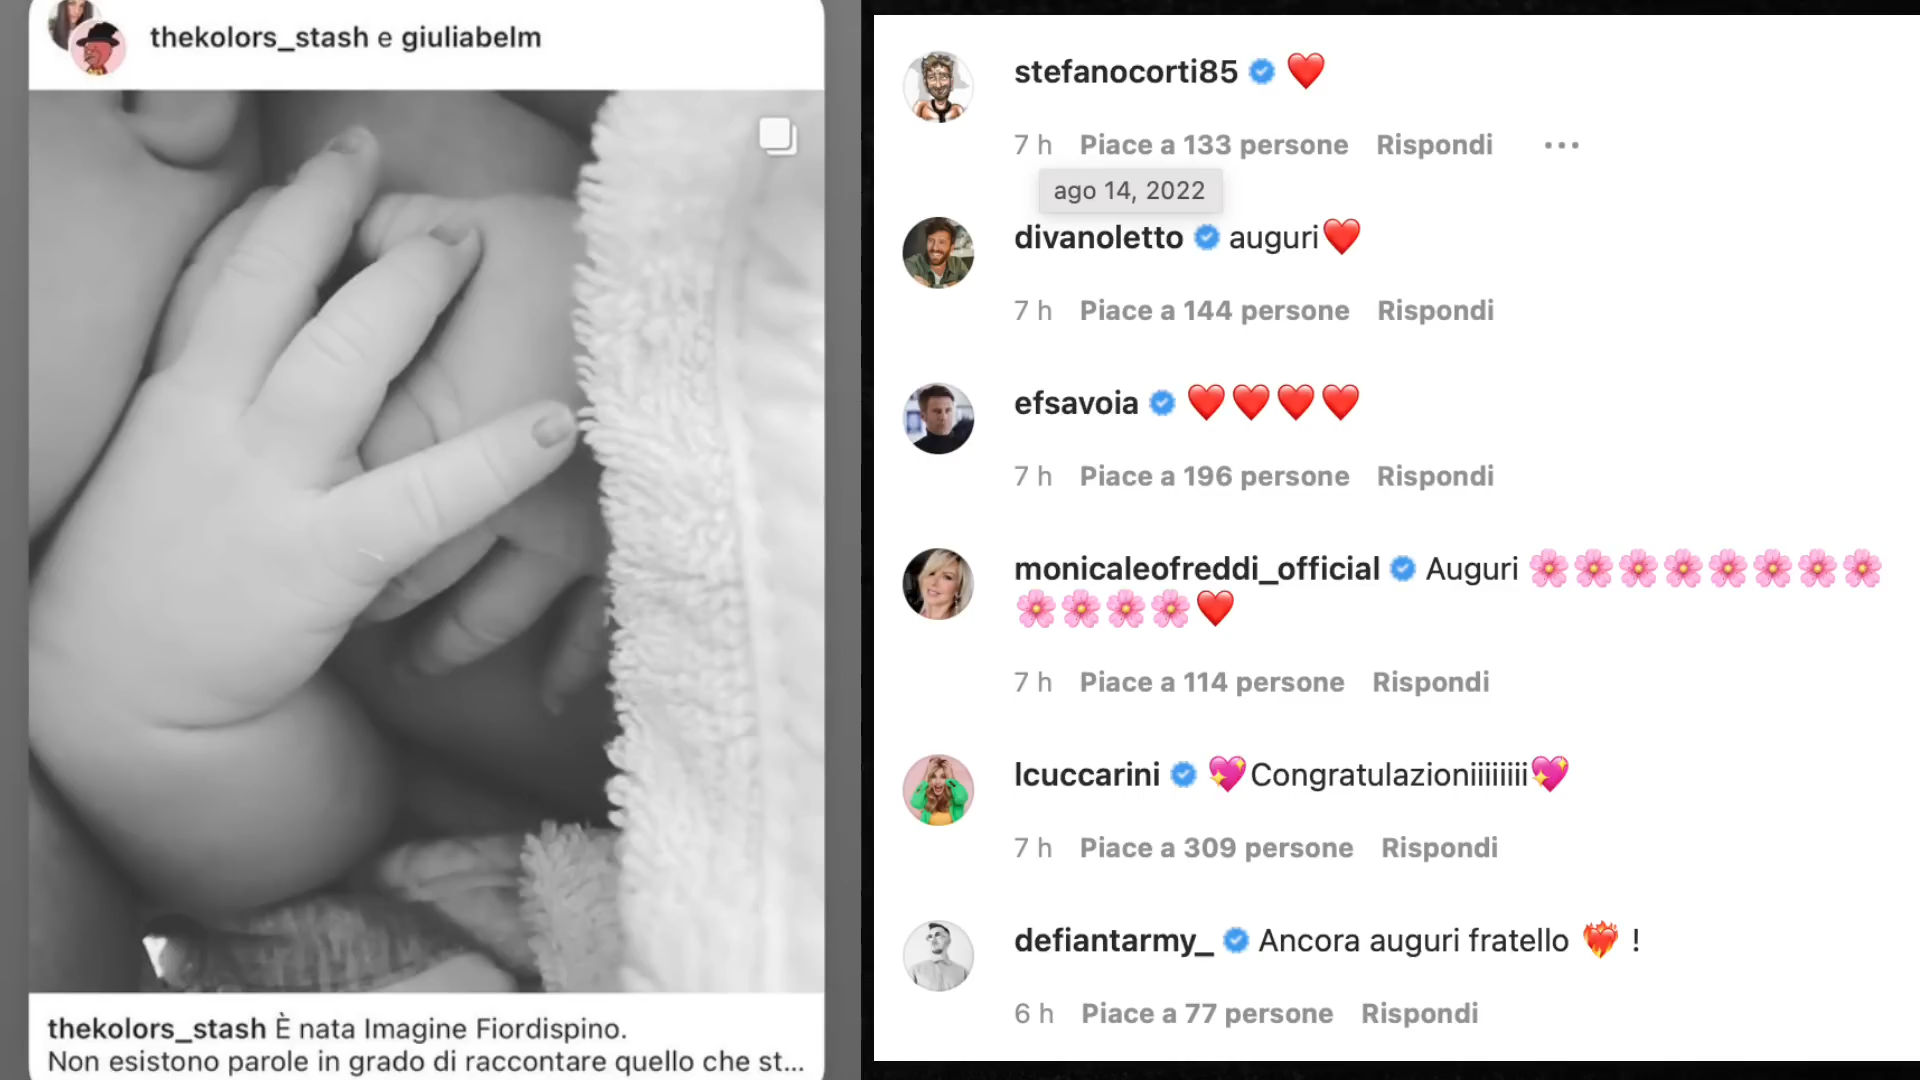 thekolors_stash e giuliabelm
thekolors_stash È nata Imagine Fiordispino.
Non esistono parole in grado di raccontare quello che st...
stefanocorti85 ❤️
7 h Piace a 133 persone Rispondi ...
ago 14, 2022
divanoletto auguri❤️
7 h Piace a 144 persone Rispondi
efsavoia ❤️❤️❤️❤️
7 h Piace a 196 persone Rispondi
monicaleofreddi_official Auguri 🌸🌸🌸🌸🌸🌸🌸🌸
🌸🌸🌸🌸❤️
7 h Piace a 114 persone Rispondi
lcuccarini 💖Congratulazioniiiiiiiii💖
7 h Piace a 309 persone Rispondi
defiantarmy_ Ancora auguri fratello ❤️‍🔥 !
6 h Piace a 77 persone Rispondi